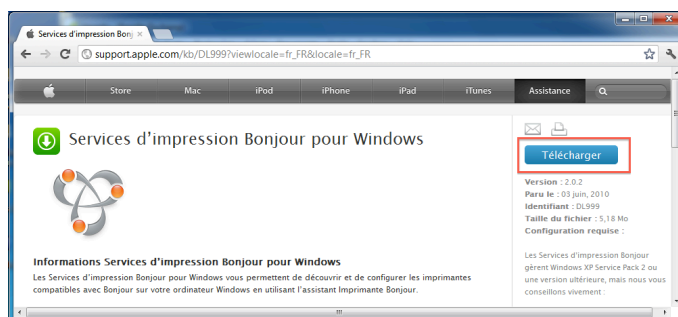 Services d'impression Bonj
support.apple.com/kb/DL999?viewlocale=fr_FR&locale=fr_FR
Store Mac iPod iPhone iPad iTunes Assistance
Services d'impression Bonjour pour Windows
Télécharger
Version : 2.0.2
Paru le : 03 juin, 2010
Identifiant : DL999
Taille du fichier : 5,18 Mo
Configuration requise :
Les Services d'impression Bonjour
gèrent Windows XP Service Pack 2 ou
une version ultérieure, mais nous vous
conseillons vivement :
Informations Services d'impression Bonjour pour Windows
Les Services d'impression Bonjour pour Windows vous permettent de découvrir et de configurer les imprimantes
compatibles avec Bonjour sur votre ordinateur Windows en utilisant l'assistant Imprimante Bonjour.